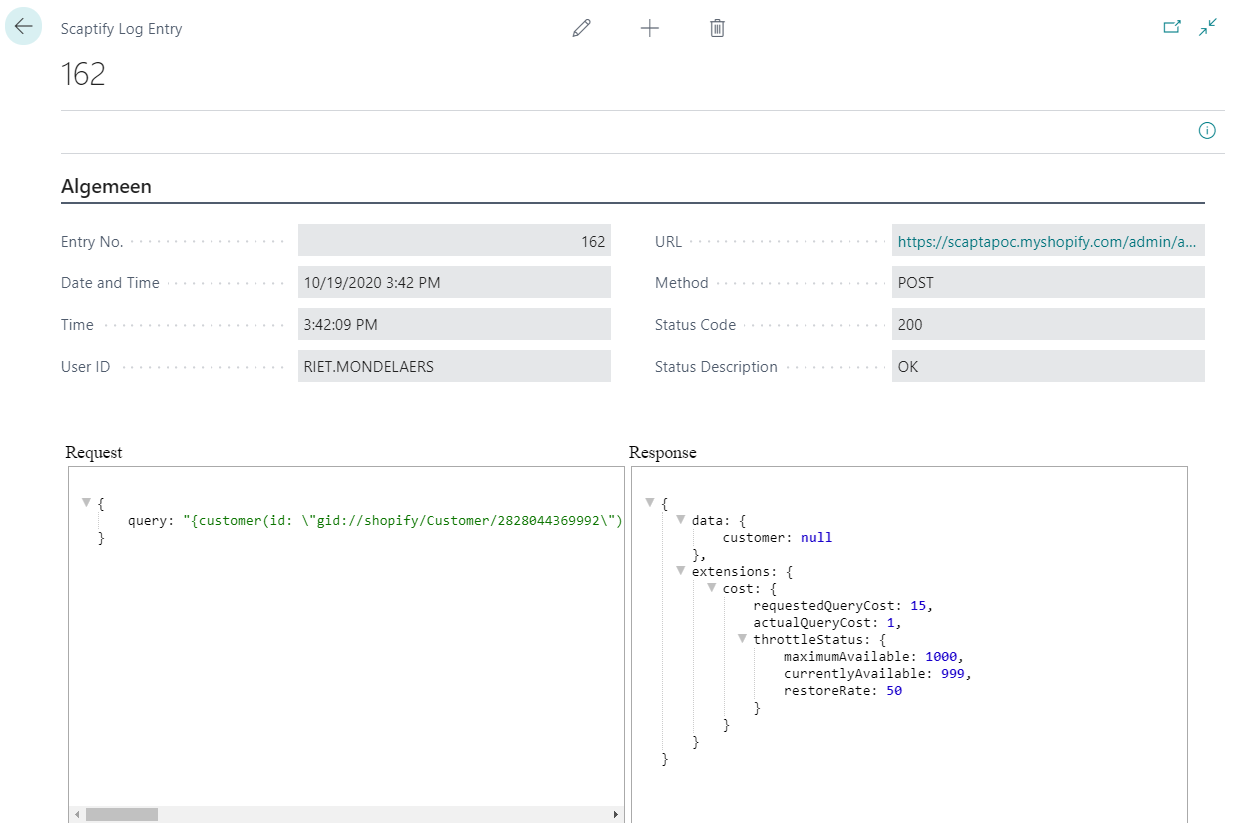 Scaptify Log Entry
162
Algemeen
Entry No. 162
Date and Time 10/19/2020 3:42 PM
Time 3:42:09 PM
User ID RIET.MONDELAERS
URL https://scaptapoc.myshopify.com/admin/a...
Method POST
Status Code 200
Status Description OK
Request
{
query: "{customer(id: \"gid://shopify/Customer/2828044369992\")
}
Response
{
data: {
customer: null
},
extensions: {
cost: {
requestedQueryCost: 15,
actualQueryCost: 1,
throttleStatus: {
maximumAvailable: 1000,
currentlyAvailable: 999,
restoreRate: 50
}
}
}
}